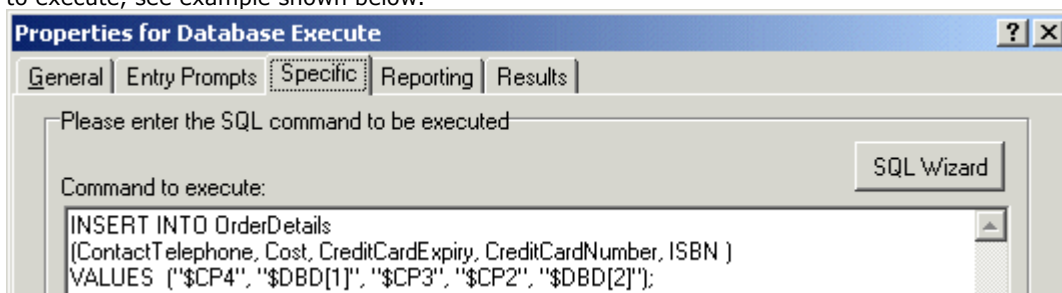 to execute, see example shown below.
Properties for Database Execute
General Entry Prompts Specific Reporting Results
Please enter the SQL command to be executed
SQL Wizard
Command to execute:
INSERT INTO OrderDetails
(ContactTelephone, Cost, CreditCardExpiry, CreditCardNumber, ISBN )
VALUES ("$CP4", "$DBD[1]", "$CP3", "$CP2", "$DBD[2]");